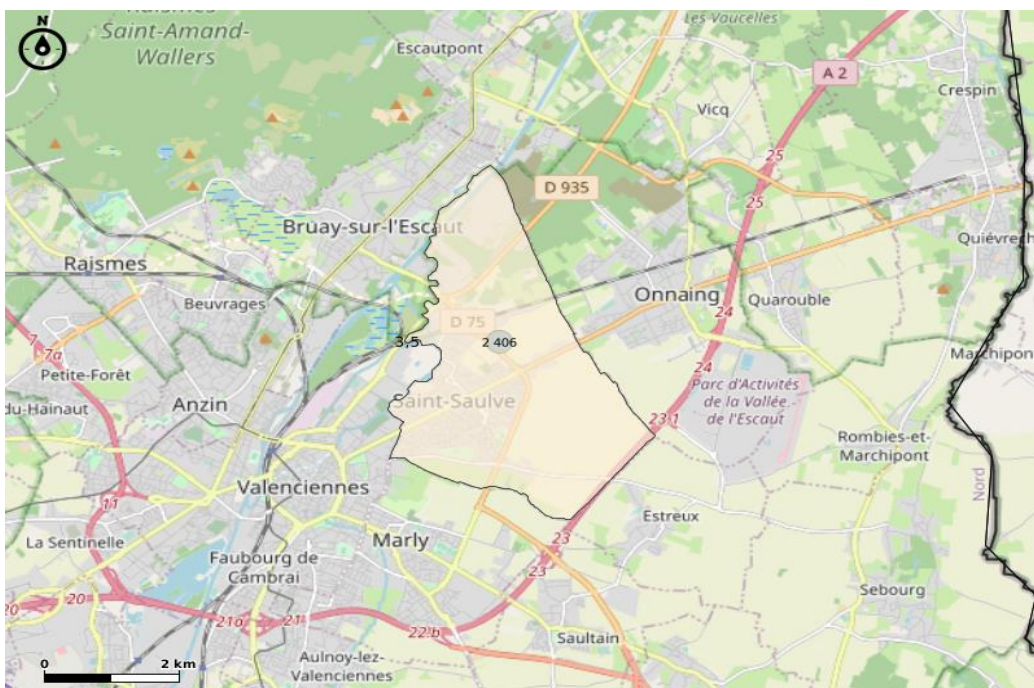 N
Raismes
Saint-Amand-
Wallers
Escautpont
Les Vaucelles
A 2
Crespin
Vicq
25
D 935
25
Bruay-sur-l'Escaut
Quiévrech
Raismes
Beuvrages
Onnaing
Quarouble
24
7
7a
D 75
3,5
2 406
Marchipon
24
Petite-Forêt
Parc d'Activités
de la Vallée
de l'Escaut
du-Hainaut
Anzin
Saint-Saulve
23.1
Rombies-et-
Marchipont
Nord
Valenciennes
11
Estreux
La Sentinelle
Marly
23
Faubourg de
Cambrai
23
Sebourg
20
20
21a
21
22.b
Saultain
Aulnoy-lez-
Valenciennes
0
2 km